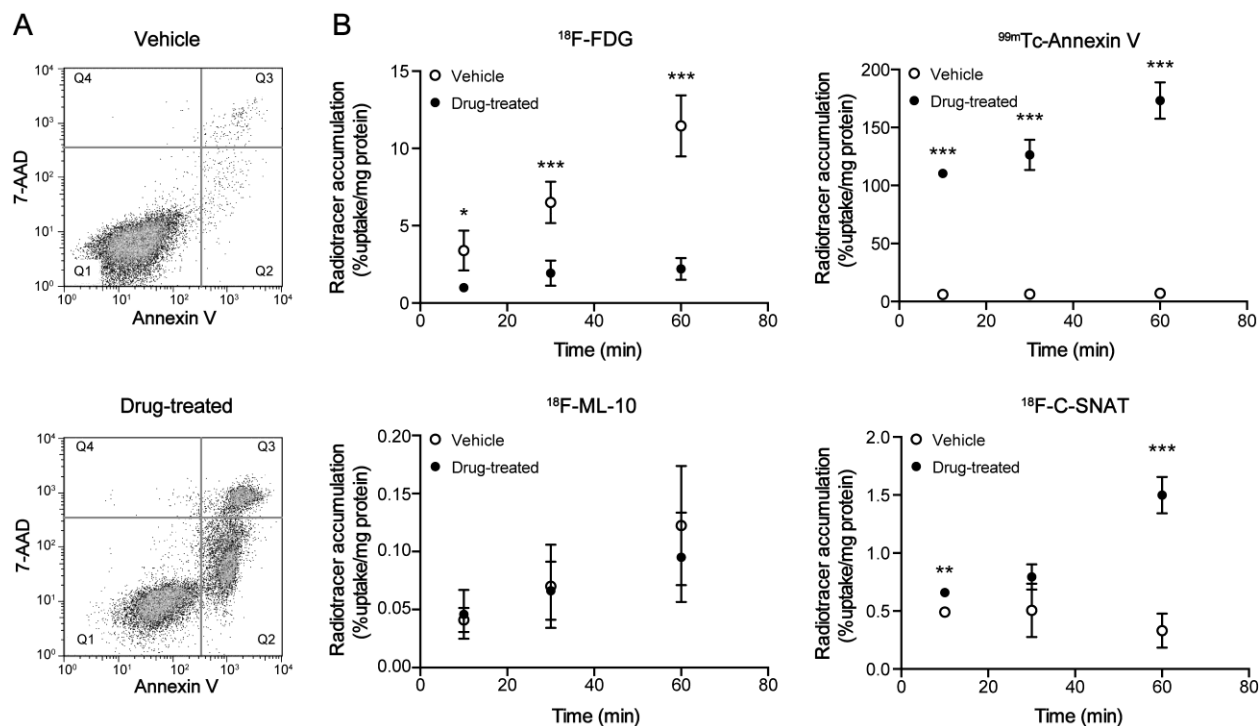 A
Vehicle
Q4
Q3
Q1
Q2
10⁴
10³
10²
10¹
10⁰
7-AAD
10⁰ 10¹ 10² 10³ 10⁴
Annexin V
Drug-treated
Q4
Q3
Q1
Q2
10⁴
10³
10²
10¹
10⁰
7-AAD
10⁰ 10¹ 10² 10³ 10⁴
Annexin V
B
¹⁸F-FDG
Vehicle
Drug-treated
*
***
***
15
10
5
0
Radiotracer accumulation
(%uptake/mg protein)
0 20 40 60 80
Time (min)
⁹⁹ᵐTc-Annexin V
Vehicle
Drug-treated
***
***
***
200
150
100
50
0
Radiotracer accumulation
(%uptake/mg protein)
0 20 40 60 80
Time (min)
¹⁸F-ML-10
Vehicle
Drug-treated
0.20
0.15
0.10
0.05
0.00
Radiotracer accumulation
(%uptake/mg protein)
0 20 40 60 80
Time (min)
¹⁸F-C-SNAT
Vehicle
Drug-treated
**
***
2.0
1.5
1.0
0.5
0.0
Radiotracer accumulation
(%uptake/mg protein)
0 20 40 60 80
Time (min)